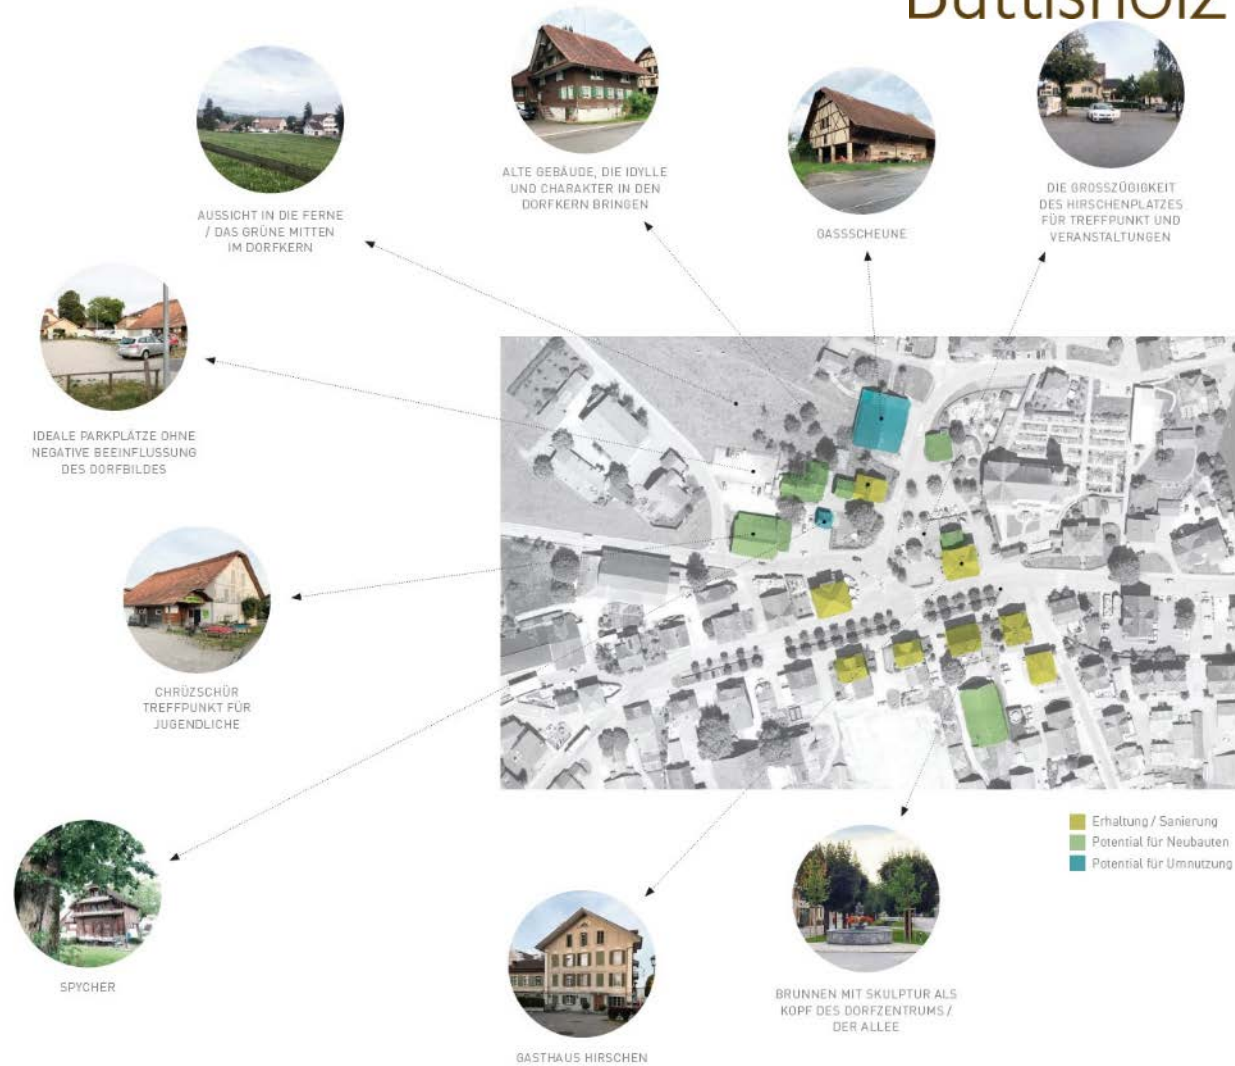 Buttisholz
ALTE GEBÄUDE, DIE IDYLLE
UND CHARAKTER IN DEN
DORFKERN BRINGEN
GASSSCHEUNE
DIE GROSSZÜGIGKEIT
DES HIRSCHENPLATZES
FÜR TREFFPUNKT UND
VERANSTALTUNGEN
AUSSICHT IN DIE FERNE
/ DAS GRÜNE MITTEN
IM DORFKERN
IDEALE PARKPLÄTZE OHNE
NEGATIVE BEEINFLUSSUNG
DES DORFBILDES
CHRÜZSCHÜR
TREFFPUNKT FÜR
JUGENDLICHE
Erhaltung / Sanierung
Potential für Neubauten
Potential für Umnutzung
SPYCHER
BRUNNEN MIT SKULPTUR ALS
KOPF DES DORFZENTRUMS /
DER ALLEE
GASTHAUS HIRSCHEN